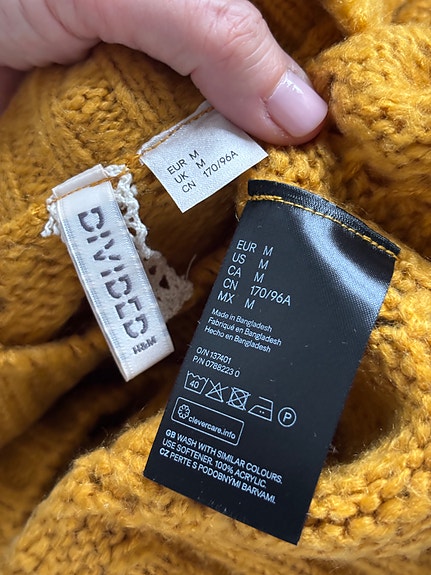 DIVIDED
H&M
EUR M
UK M
CN 170/96A
EUR M
US M
CA M
CN 170/96A
MX M
Made in Bangladesh
Fabriqué en Bangladesh
Hecho en Bangladesh
O/N 137401
P/N 0788223 0
40
P
clevercare.info
GB WASH WITH SIMILAR COLOURS.
USE SOFTENER. 100% ACRYLIC
CZ PERTE S PODOBNÝMI BARVAMI.